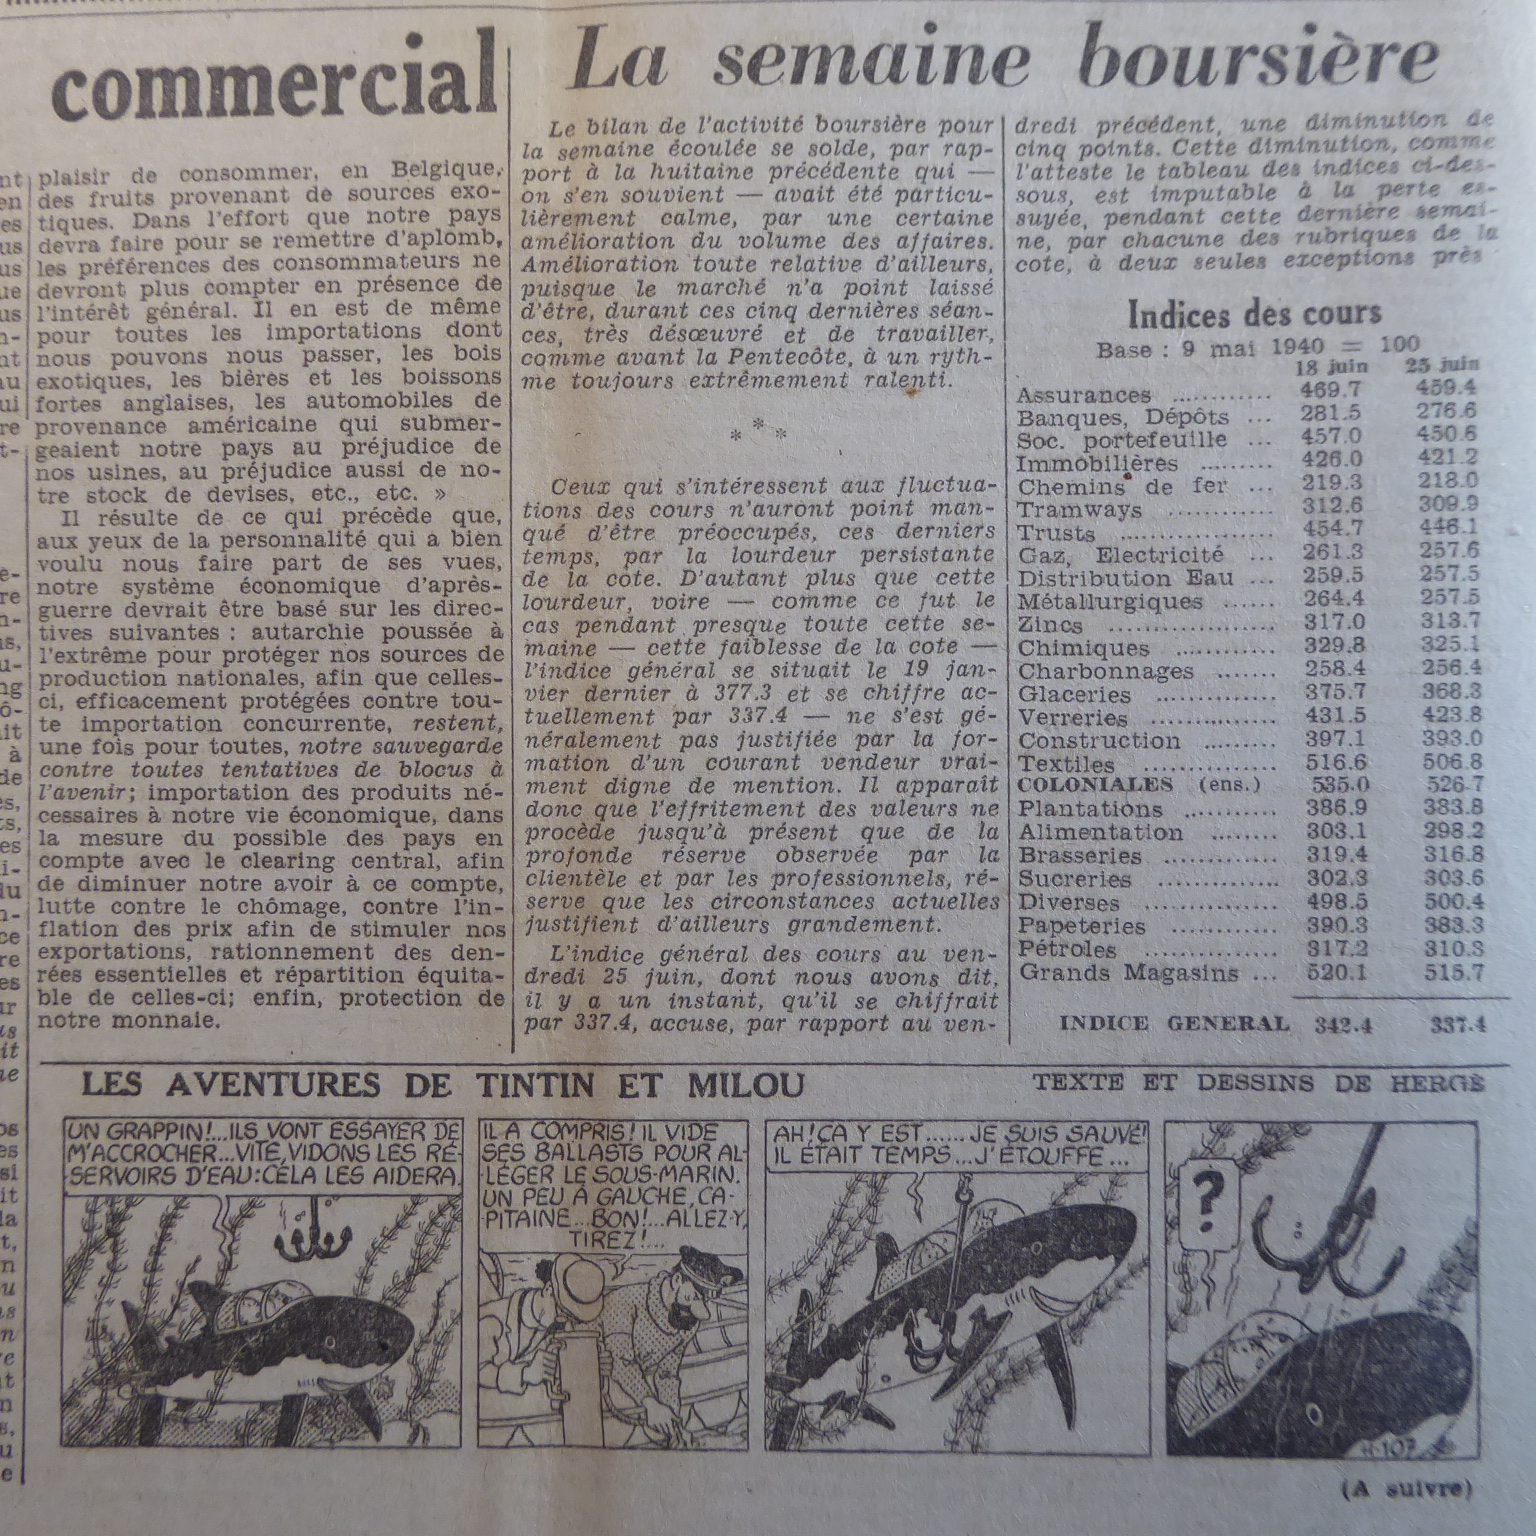 commercial
plaisir de consommer, en Belgique,
des fruits provenant de sources exo-
tiques. Dans l'effort que notre pays
devra faire pour se remettre d'aplomb,
les préférences des consommateurs ne
devront plus compter en présence de
l'intérêt général. Il en est de même
pour toutes les importations dont
nous pouvons nous passer, les bois
exotiques, les bières et les boissons
fortes anglaises, les automobiles de
provenance américaine qui submer-
geaient notre pays au préjudice de
nos usines, au préjudice aussi de no-
tre stock de devises, etc., etc. »
Il résulte de ce qui précède que,
aux yeux de la personnalité qui a bien
voulu nous faire part de ses vues,
notre système économique d'après-
guerre devrait être basé sur les direc-
tives suivantes : autarchie poussée à
l'extrême pour protéger nos sources de
production nationales, afin que celles-
ci, efficacement protégées contre tou-
te importation concurrente, restent,
une fois pour toutes, notre sauvegarde
contre toutes tentatives de blocus à
l'avenir; importation des produits né-
cessaires à notre vie économique, dans
la mesure du possible des pays en
compte avec le clearing central, afin
de diminuer notre avoir à ce compte,
lutte contre le chômage, contre l'in-
flation des prix afin de stimuler nos
exportations, rationnement des den-
rées essentielles et répartition équita-
ble de celles-ci; enfin, protection de
notre monnaie.
La semaine boursière
Le bilan de l'activité boursière pour
la semaine écoulée se solde, par rap-
port à la huitaine précédente qui —
on s'en souvient — avait été particu-
lièrement calme, par une certaine
amélioration du volume des affaires.
Amélioration toute relative d'ailleurs,
puisque le marché n'a point laissé
d'être, durant ces cinq dernières séan-
ces, très désœuvré et de travailler,
comme avant la Pentecôte, à un ryth-
me toujours extrêmement ralenti.
* * *
Ceux qui s'intéressent aux fluctua-
tions des cours n'auront point man-
qué d'être préoccupés, ces derniers
temps, par la lourdeur persistante
de la cote. D'autant plus que cette
lourdeur, voire — comme ce fut le
cas pendant presque toute cette se-
maine — cette faiblesse de la cote —
l'indice général se situait le 19 jan-
vier dernier à 377.3 et se chiffre ac-
tuellement par 337.4 — ne s'est gé-
néralement pas justifiée par la for-
mation d'un courant vendeur vrai-
ment digne de mention. Il apparaît
donc que l'effritement des valeurs ne
procède jusqu'à présent que de la
profonde réserve observée par la
clientèle et par les professionnels, ré-
serve que les circonstances actuelles
justifient d'ailleurs grandement.
L'indice général des cours au ven-
dredi 25 juin, dont nous avons dit,
il y a un instant, qu'il se chiffrait
par 337.4, accuse, par rapport au ven-
dredi précédent, une diminution de
cinq points. Cette diminution, comme
l'atteste le tableau des indices ci-des-
sous, est imputable à la perte es-
suyée, pendant cette dernière semai-
ne, par chacune des rubriques de la
cote, à deux seules exceptions près
Indices des cours
Base : 9 mai 1940 = 100
18 juin 25 juin
Assurances ............ 469.7 459.4
Banques, Dépôts ... 281.5 276.6
Soc. portefeuille ... 457.0 450.6
Immobilières ......... 426.0 421.2
Chemins de fer ... 219.3 218.0
Tramways ............ 312.6 309.9
Trusts .................. 454.7 446.1
Gaz, Electricité ... 261.3 257.6
Distribution Eau ... 259.5 257.5
Métallurgiques ...... 264.4 257.5
Zincs ................... 317.0 313.7
Chimiques ............ 329.8 325.1
Charbonnages ....... 258.4 256.4
Glaceries .............. 375.7 368.3
Verreries ............... 431.5 423.8
Construction ......... 397.1 393.0
Textiles ................ 516.6 506.8
COLONIALES (ens.) 535.0 526.7
Plantations ........... 386.9 383.8
Alimentation ........ 303.1 298.2
Brasseries ............. 319.4 316.8
Sucreries .............. 302.3 303.6
Diverses ............... 498.5 500.4
Papeteries ............. 390.3 383.3
Pétroles ................ 317.2 310.3
Grands Magasins ... 520.1 515.7
INDICE GENERAL 342.4 337.4
LES AVENTURES DE TINTIN ET MILOU
TEXTE ET DESSINS DE HERGÉ
UN GRAPPIN!...ILS VONT ESSAYER DE
M'ACCROCHER...VITE, VIDONS LES RÉ-
SERVOIRS D'EAU: CELA LES AIDERA.
IL A COMPRIS! IL VIDE
SES BALLASTS POUR AL-
LÉGER LE SOUS-MARIN.
UN PEU À GAUCHE, CA-
PITAINE...BON!...ALLEZ-Y,
TIREZ!...
AH! ÇA Y EST...... JE SUIS SAUVÉ!
IL ÉTAIT TEMPS...J'ÉTOUFFE...
?
H-107
(A suivre)